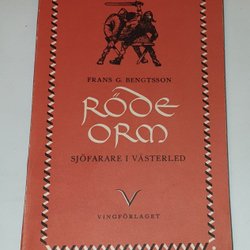 FRANS G. BENGTSSON
RÖDE
ORM
SJÖFARARE I VÄSTERLED
V
VINGFÖRLAGET